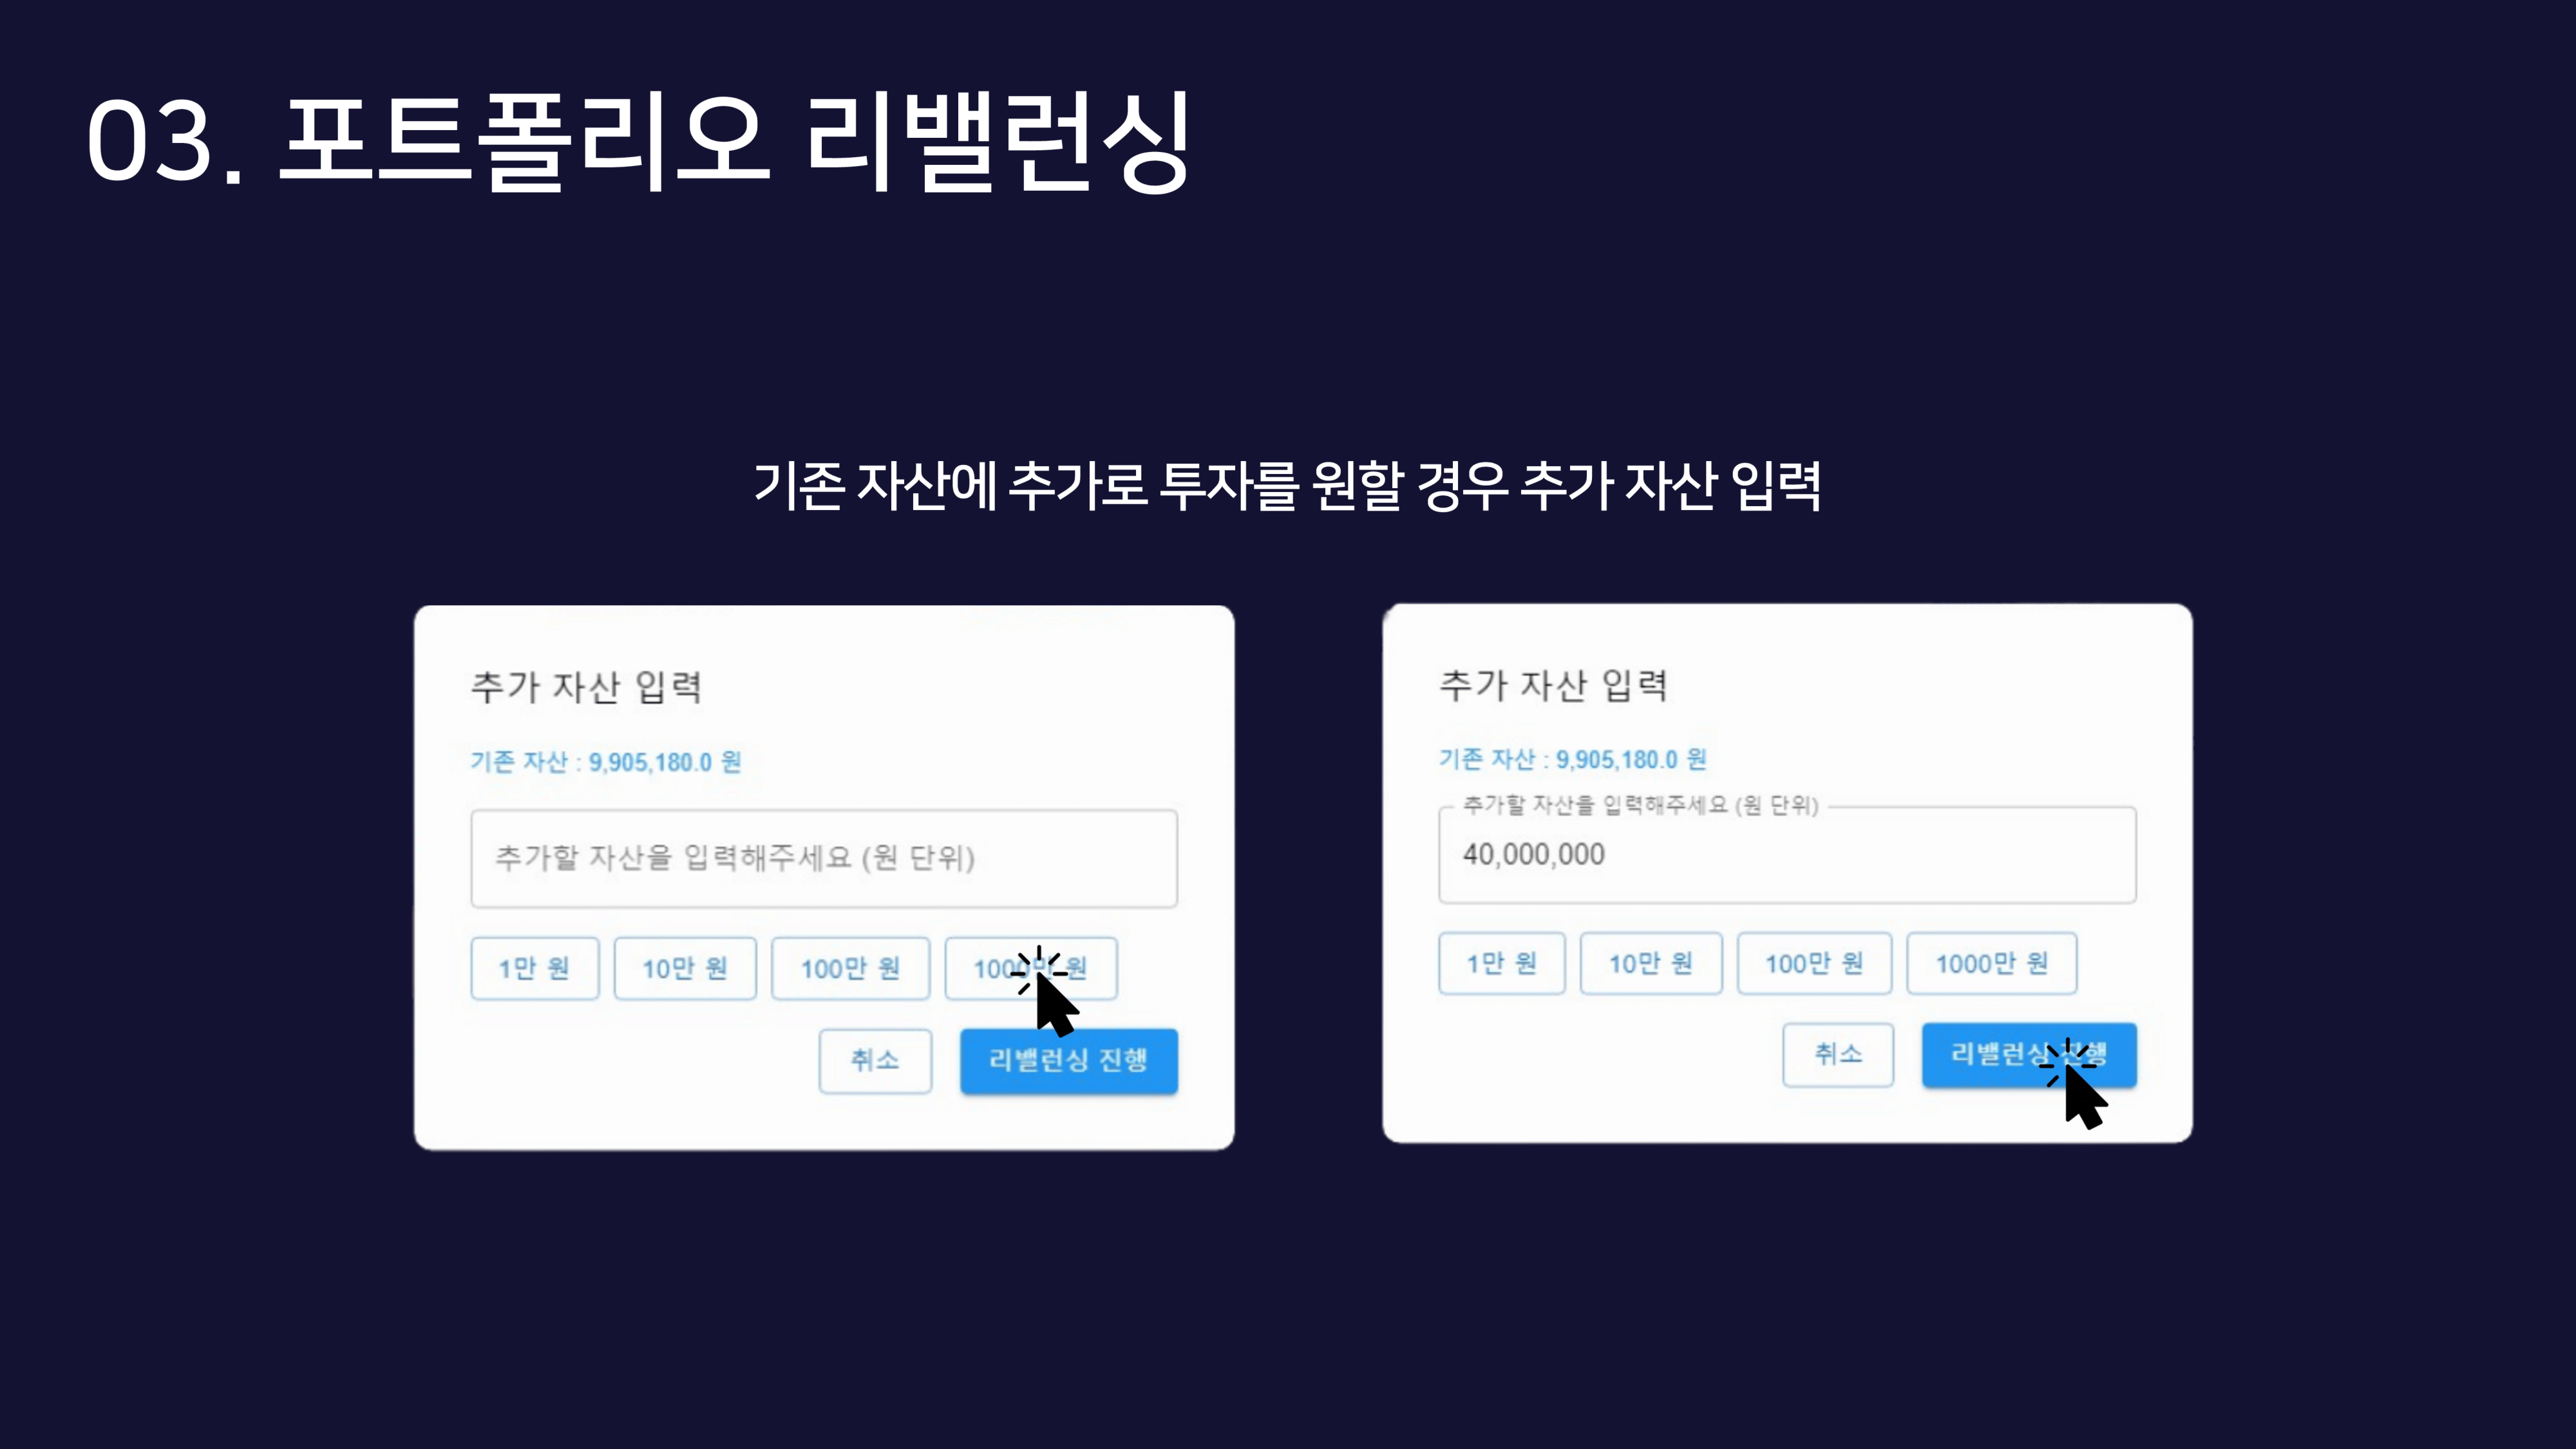 03. 포트폴리오 리밸런싱
기존 자산에 추가로 투자를 원할 경우 추가 자산 입력
추가 자산 입력
기존 자산 : 9,905,180.0 원
추가할 자산을 입력해주세요 (원 단위)
1만 원
10만 원
100만 원
1000만 원
취소
리밸런싱 진행
추가 자산 입력
기존 자산 : 9,905,180.0 원
추가할 자산을 입력해주세요 (원 단위)
40,000,000
1만 원
10만 원
100만 원
1000만 원
취소
리밸런싱 진행